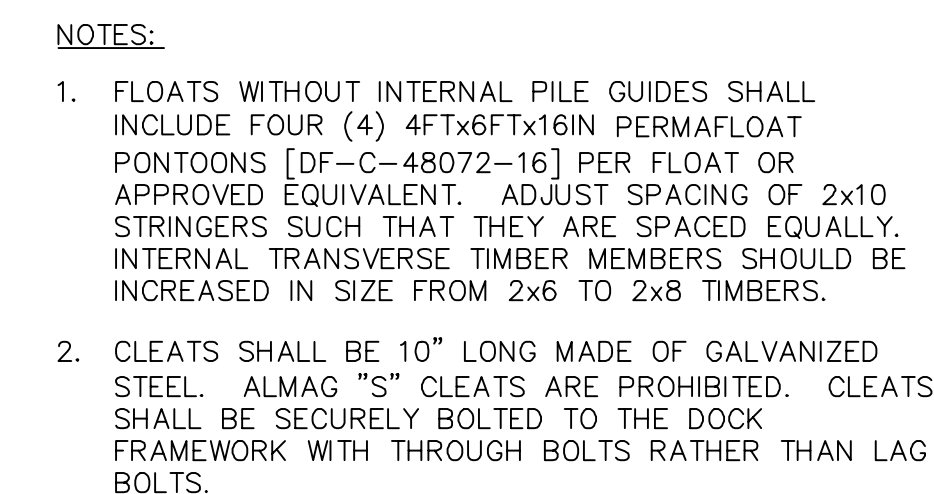 NOTES:
1. FLOATS WITHOUT INTERNAL PILE GUIDES SHALL
INCLUDE FOUR (4) 4FTx6FTx16IN PERMAFLOAT
PONTOONS [DF-C-48072-16] PER FLOAT OR
APPROVED EQUIVALENT. ADJUST SPACING OF 2x10
STRINGERS SUCH THAT THEY ARE SPACED EQUALLY.
INTERNAL TRANSVERSE TIMBER MEMBERS SHOULD BE
INCREASED IN SIZE FROM 2x6 TO 2x8 TIMBERS.
2. CLEATS SHALL BE 10" LONG MADE OF GALVANIZED
STEEL. ALMAG "S" CLEATS ARE PROHIBITED. CLEATS
SHALL BE SECURELY BOLTED TO THE DOCK
FRAMEWORK WITH THROUGH BOLTS RATHER THAN LAG
BOLTS.